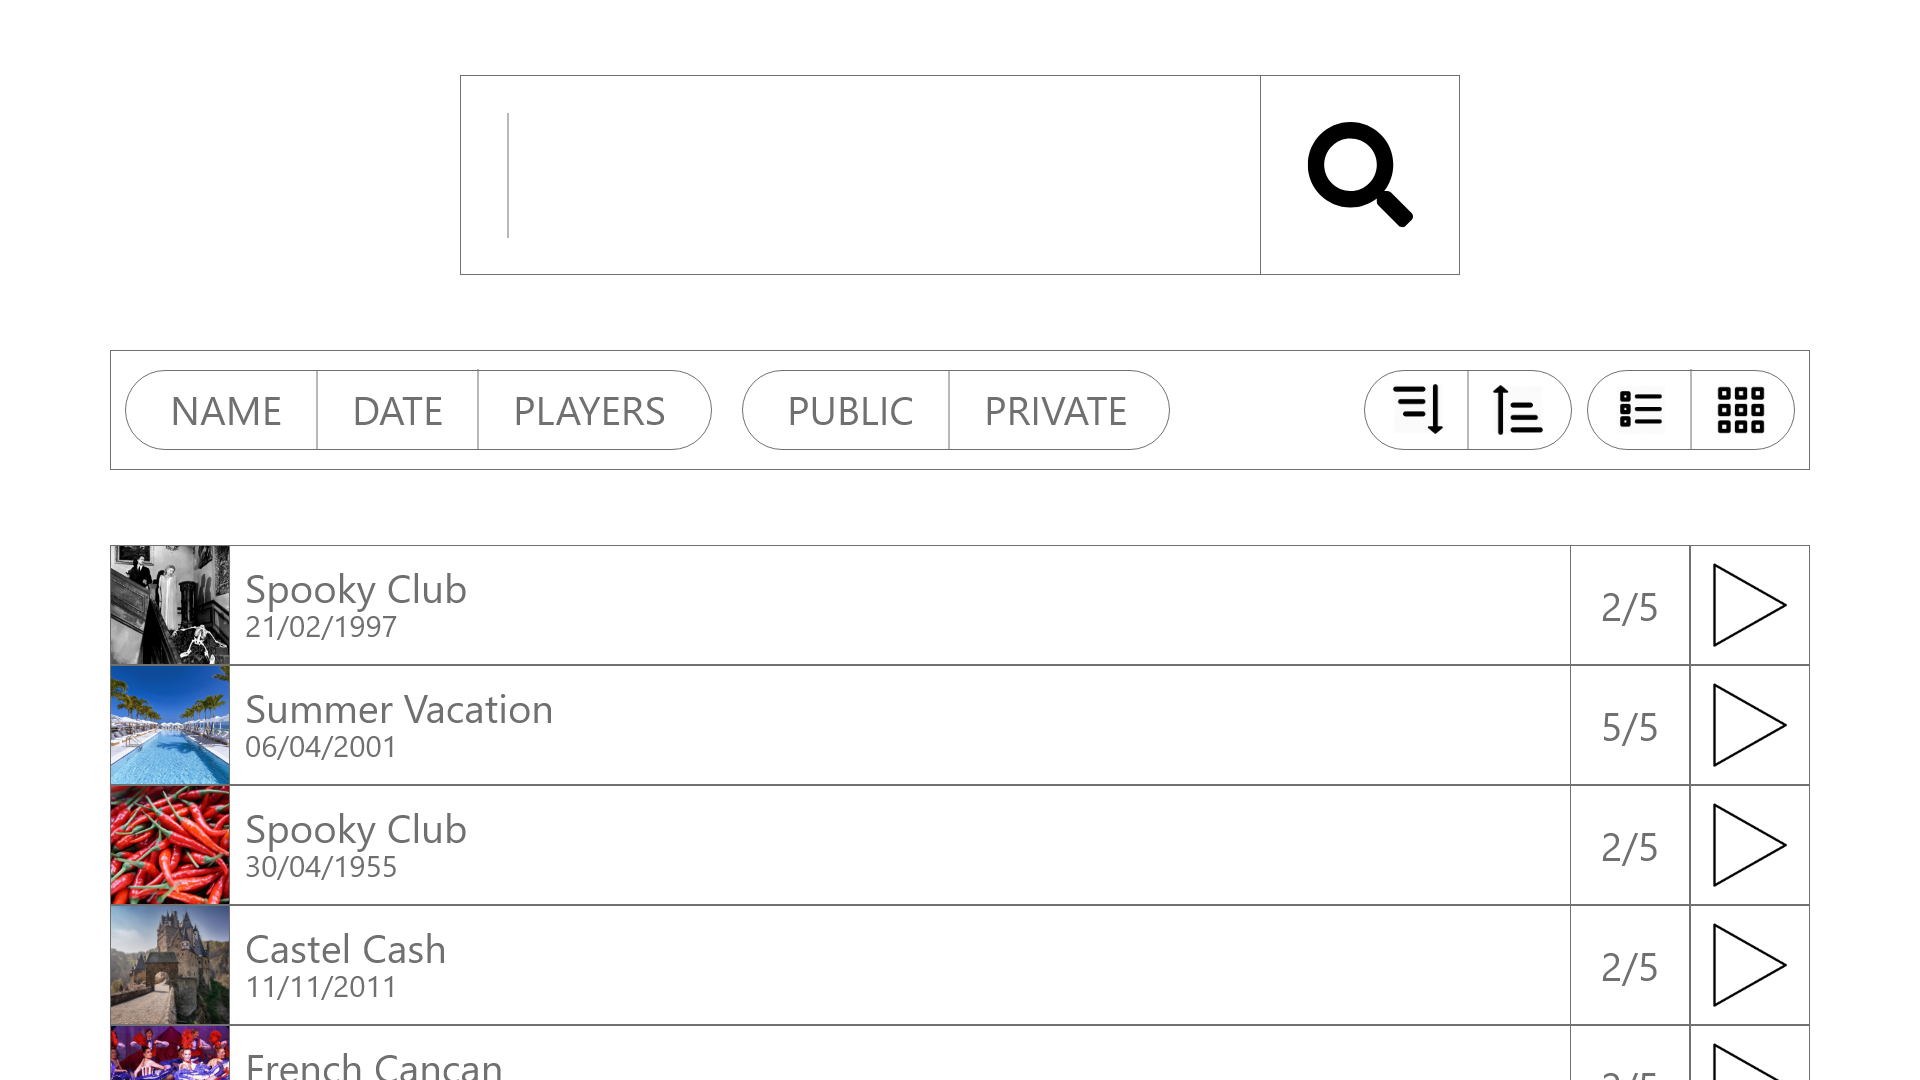 NAME DATE PLAYERS PUBLIC PRIVATE
Spooky Club
21/02/1997
2/5
Summer Vacation
06/04/2001
5/5
Spooky Club
30/04/1955
2/5
Castel Cash
11/11/2011
2/5
French Cancan